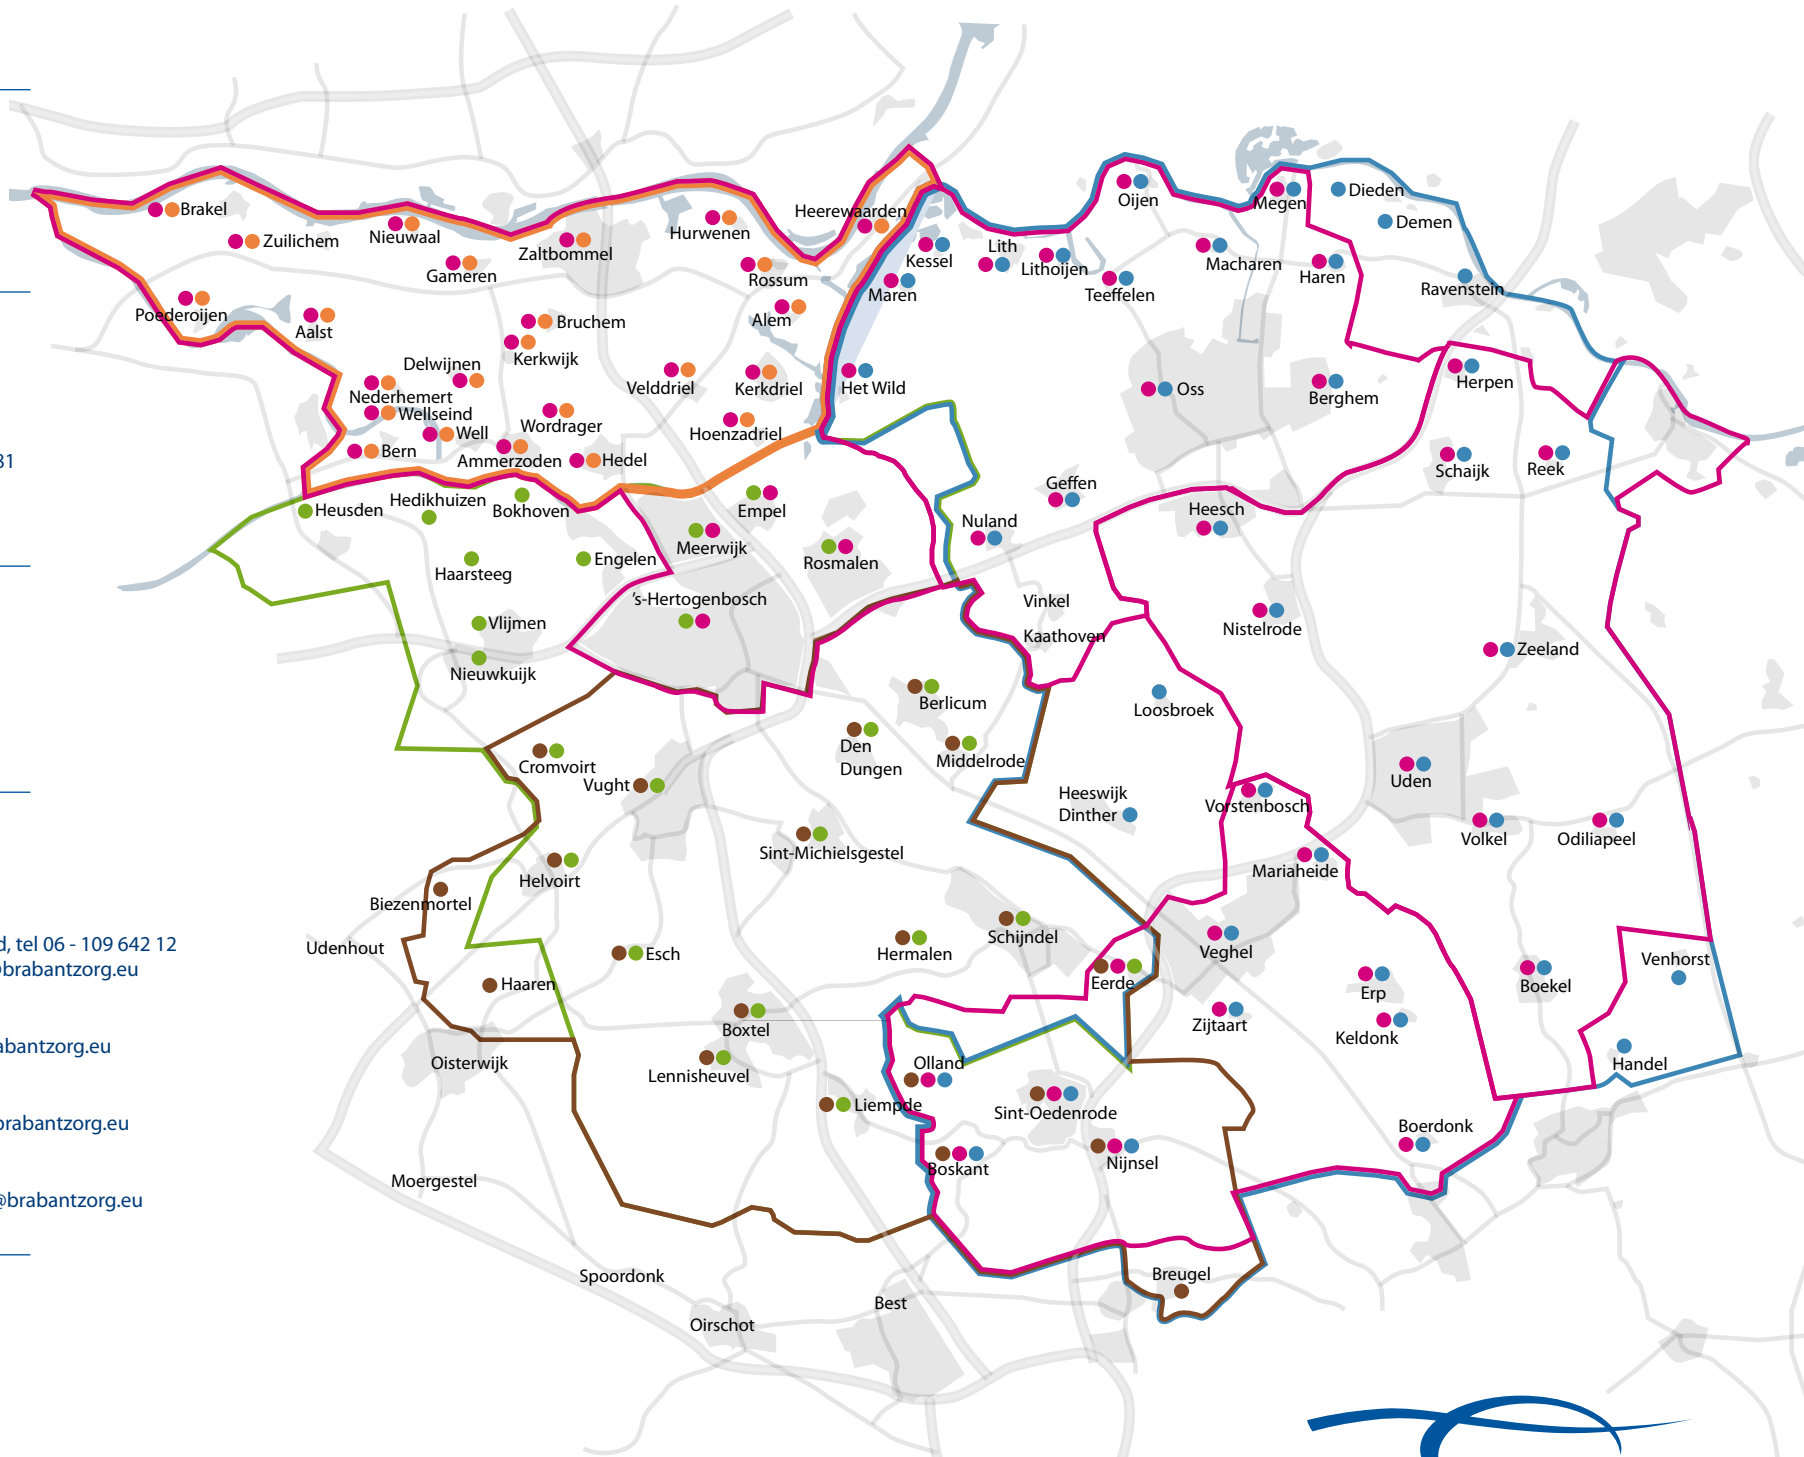 Brakel
Zuilichem
Nieuwaal
Gameren
Zaltbommel
Hurwenen
Heerewaarden
Rossum
Alem
Kessel
Maren
Lith
Lithoijen
Oijen
Teeffelen
Macharen
Megen
Haren
Dieden
Demen
Ravenstein
Poederoijen
Aalst
Bruchem
Kerkwijk
Delwijnen
Nederhemert
Wellseind
Well
Bern
Wordrager
Ammerzoden
Hedel
Velddriel
Kerkdriel
Hoenzadriel
Het Wild
Oss
Berghem
Herpen
Schaijk
Reek
31
Heusden
Hedikhuizen
Bokhoven
Empel
Meerwijk
Rosmalen
Geffen
Nuland
Heesch
Haarsteeg
Engelen
's-Hertogenbosch
Vinkel
Kaathoven
Nistelrode
Zeeland
Vlijmen
Nieuwkuijk
Berlicum
Loosbroek
Den
Dungen
Middelrode
Cromvoirt
Vught
Heeswijk
Dinther
Vorstenbosch
Uden
Volkel
Odiliapeel
Sint-Michielsgestel
Helvoirt
Mariaheide
Biezenmortel
Udenhout
Haaren
Esch
Hermalen
Schijndel
Eerde
Veghel
Erp
Boekel
Venhorst
d, tel 06 - 109 642 12
@brabantzorg.eu
Boxtel
Zijtaart
Keldonk
abantzorg.eu
Oisterwijk
Lennisheuvel
Olland
Handel
Liempde
Sint-Oedenrode
Boerdonk
brabantzorg.eu
Boskant
Nijnsel
Moergestel
@brabantzorg.eu
Spoordonk
Best
Breugel
Oirschot